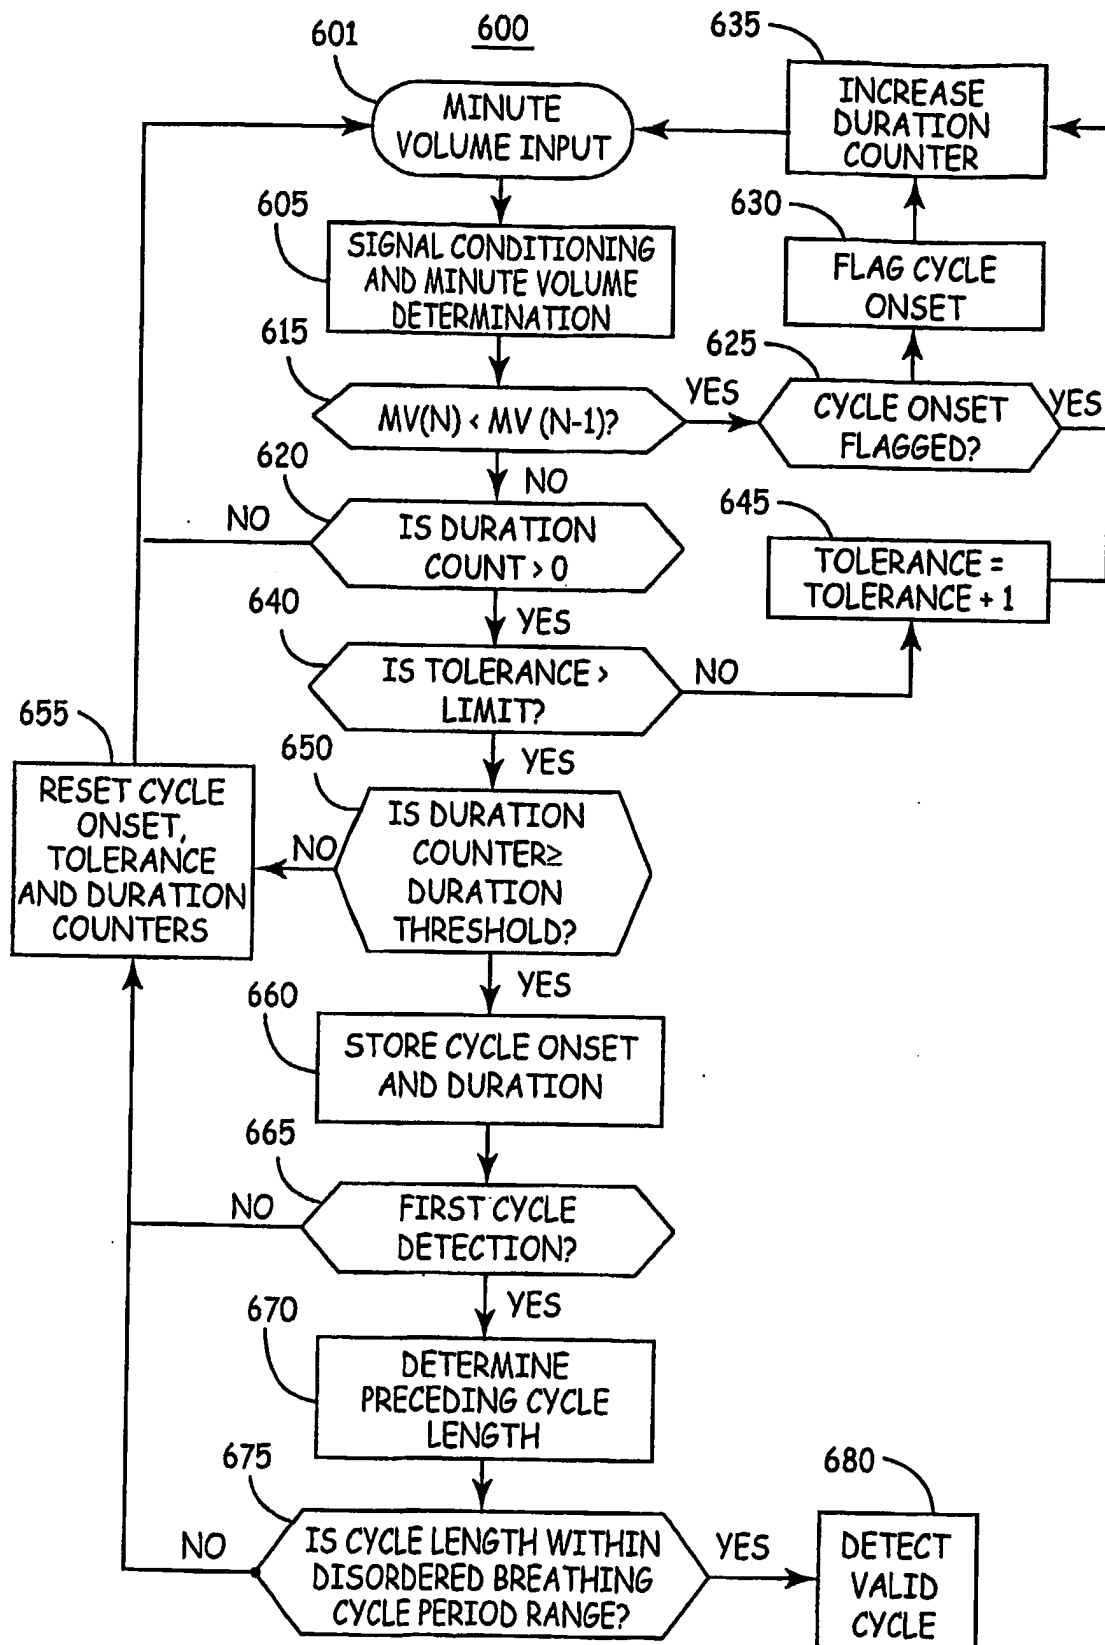 600
601
MINUTE
VOLUME INPUT
635
INCREASE
DURATION
COUNTER
605
SIGNAL CONDITIONING
AND MINUTE VOLUME
DETERMINATION
630
FLAG CYCLE
ONSET
615
MV(N) < MV (N-1)?
YES
625
CYCLE ONSET
FLAGGED?
YES
NO
620
IS DURATION
COUNT > 0
NO
645
TOLERANCE =
TOLERANCE + 1
YES
640
IS TOLERANCE >
LIMIT?
NO
YES
655
RESET CYCLE
ONSET,
TOLERANCE
AND DURATION
COUNTERS
650
IS DURATION
COUNTER≥
DURATION
THRESHOLD?
NO
YES
660
STORE CYCLE ONSET
AND DURATION
665
FIRST CYCLE
DETECTION?
NO
YES
670
DETERMINE
PRECEDING CYCLE
LENGTH
675
IS CYCLE LENGTH WITHIN
DISORDERED BREATHING
CYCLE PERIOD RANGE?
NO
YES
680
DETECT
VALID
CYCLE